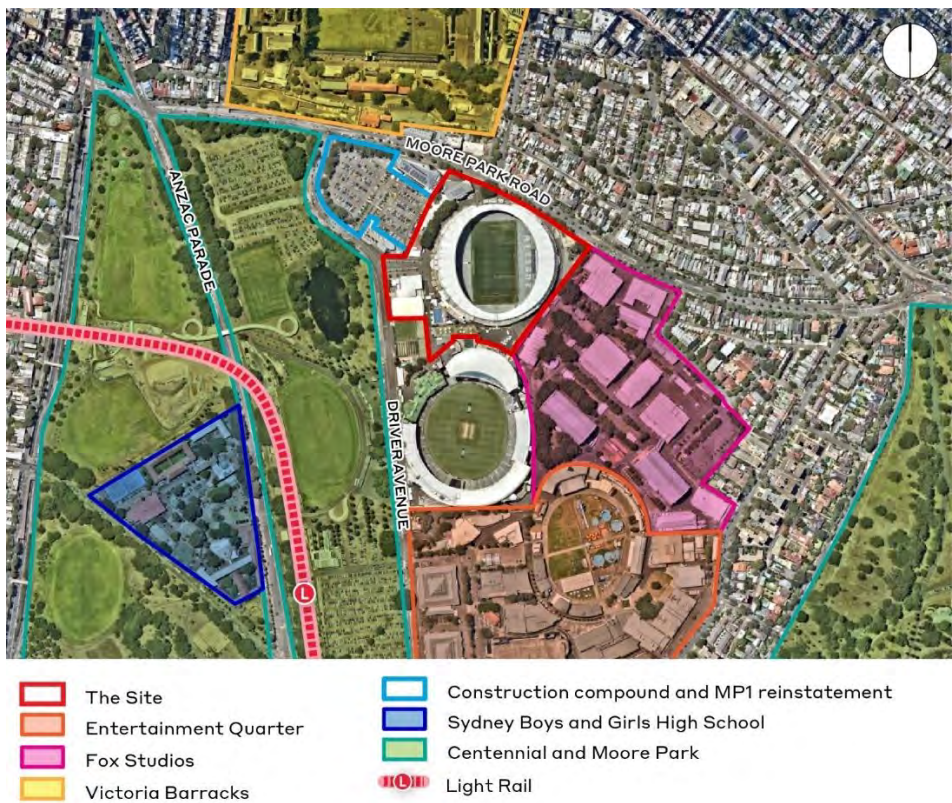 MOORE PARK ROAD
ANZAC PARADE
DRIVER AVENUE
L
The Site
Entertainment Quarter
Fox Studios
Victoria Barracks
Construction compound and MP1 reinstatement
Sydney Boys and Girls High School
Centennial and Moore Park
L
Light Rail